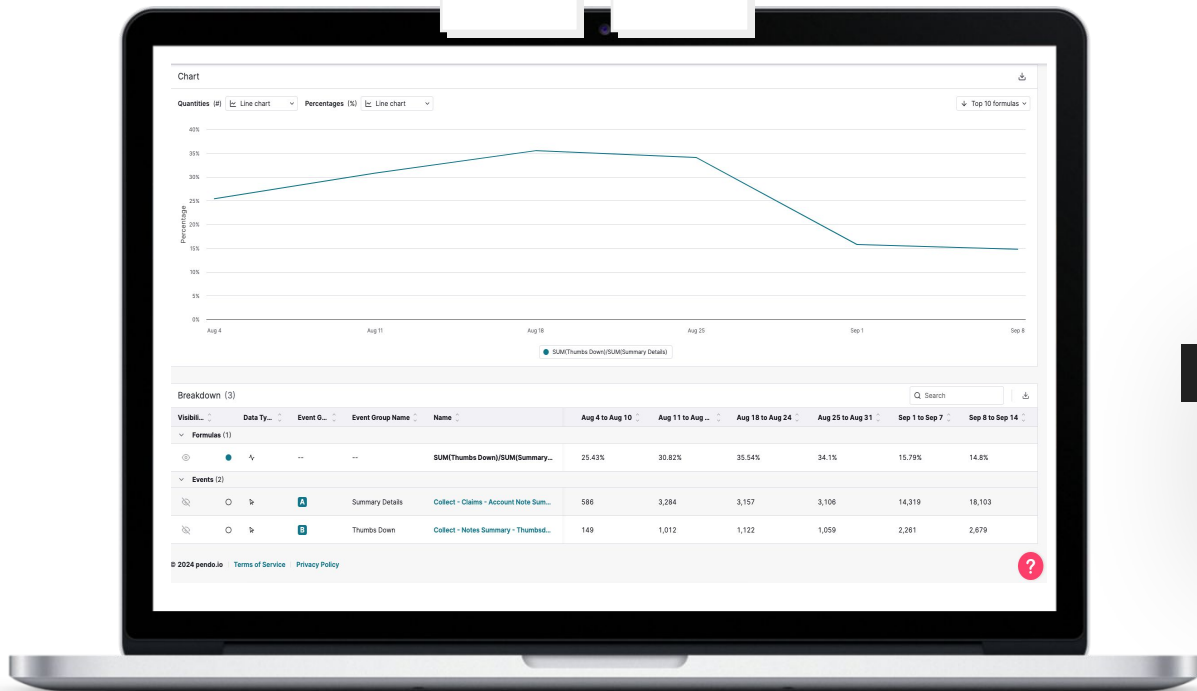 Chart
Quantities (#) Line chart Percentages (%) Line chart Top 10 formulas
40%
35%
30%
25%
20%
15%
10%
5%
0%
Percentage
Aug 4 Aug 11 Aug 18 Aug 25 Sep 1 Sep 8
SUM(Thumbs Down)/SUM(Summary Details)
Breakdown (3) Search
Visibili... Data Ty... Event G... Event Group Name Name Aug 4 to Aug 10 Aug 11 to Aug ... Aug 18 to Aug 24 Aug 25 to Aug 31 Sep 1 to Sep 7 Sep 8 to Sep 14
Formulas (1)
-- -- SUM(Thumbs Down)/SUM(Summary... 25.43% 30.82% 35.54% 34.1% 15.79% 14.8%
Events (2)
A Summary Details Collect - Claims - Account Note Sum... 586 3,284 3,157 3,106 14,319 18,103
B Thumbs Down Collect - Notes Summary - Thumbsd... 149 1,012 1,122 1,059 2,261 2,679
© 2024 pendo.io Terms of Service Privacy Policy
?